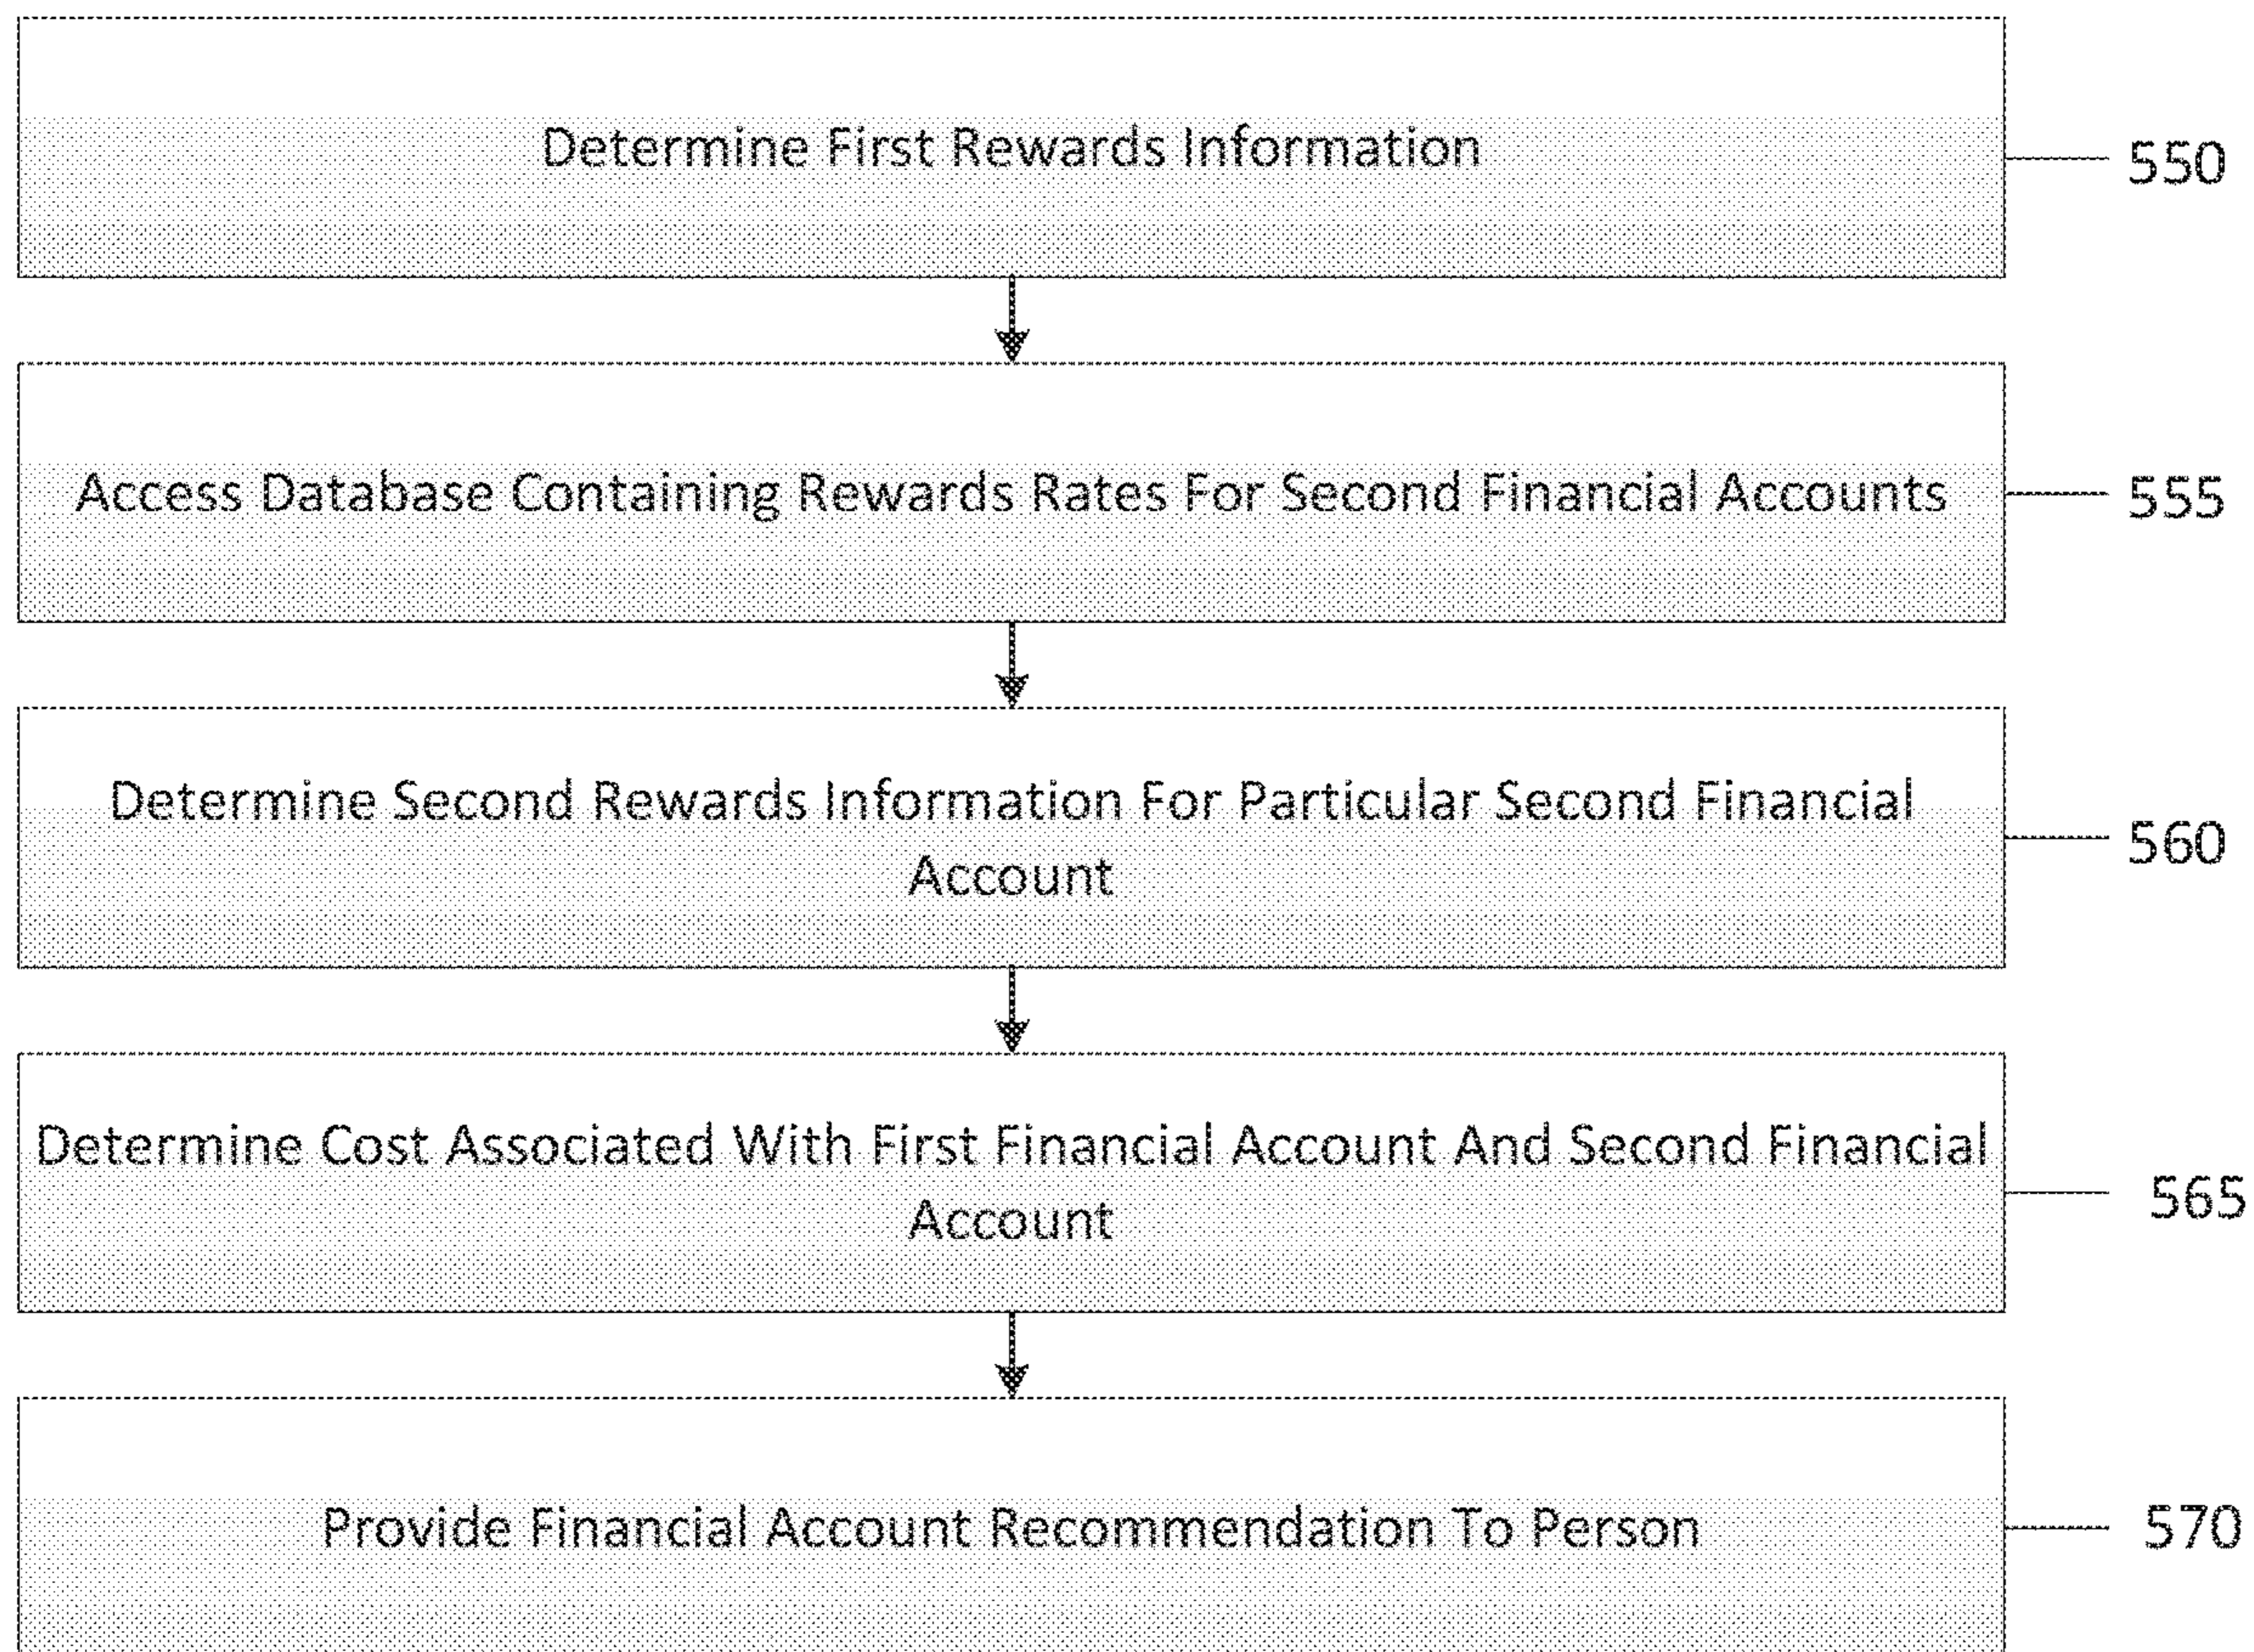 Determine First Rewards Information
550
Access Database Containing Rewards Rates For Second Financial Accounts
555
Determine Second Rewards Information For Particular Second Financial
Account
560
Determine Cost Associated With First Financial Account And Second Financial
Account
565
Provide Financial Account Recommendation To Person
570